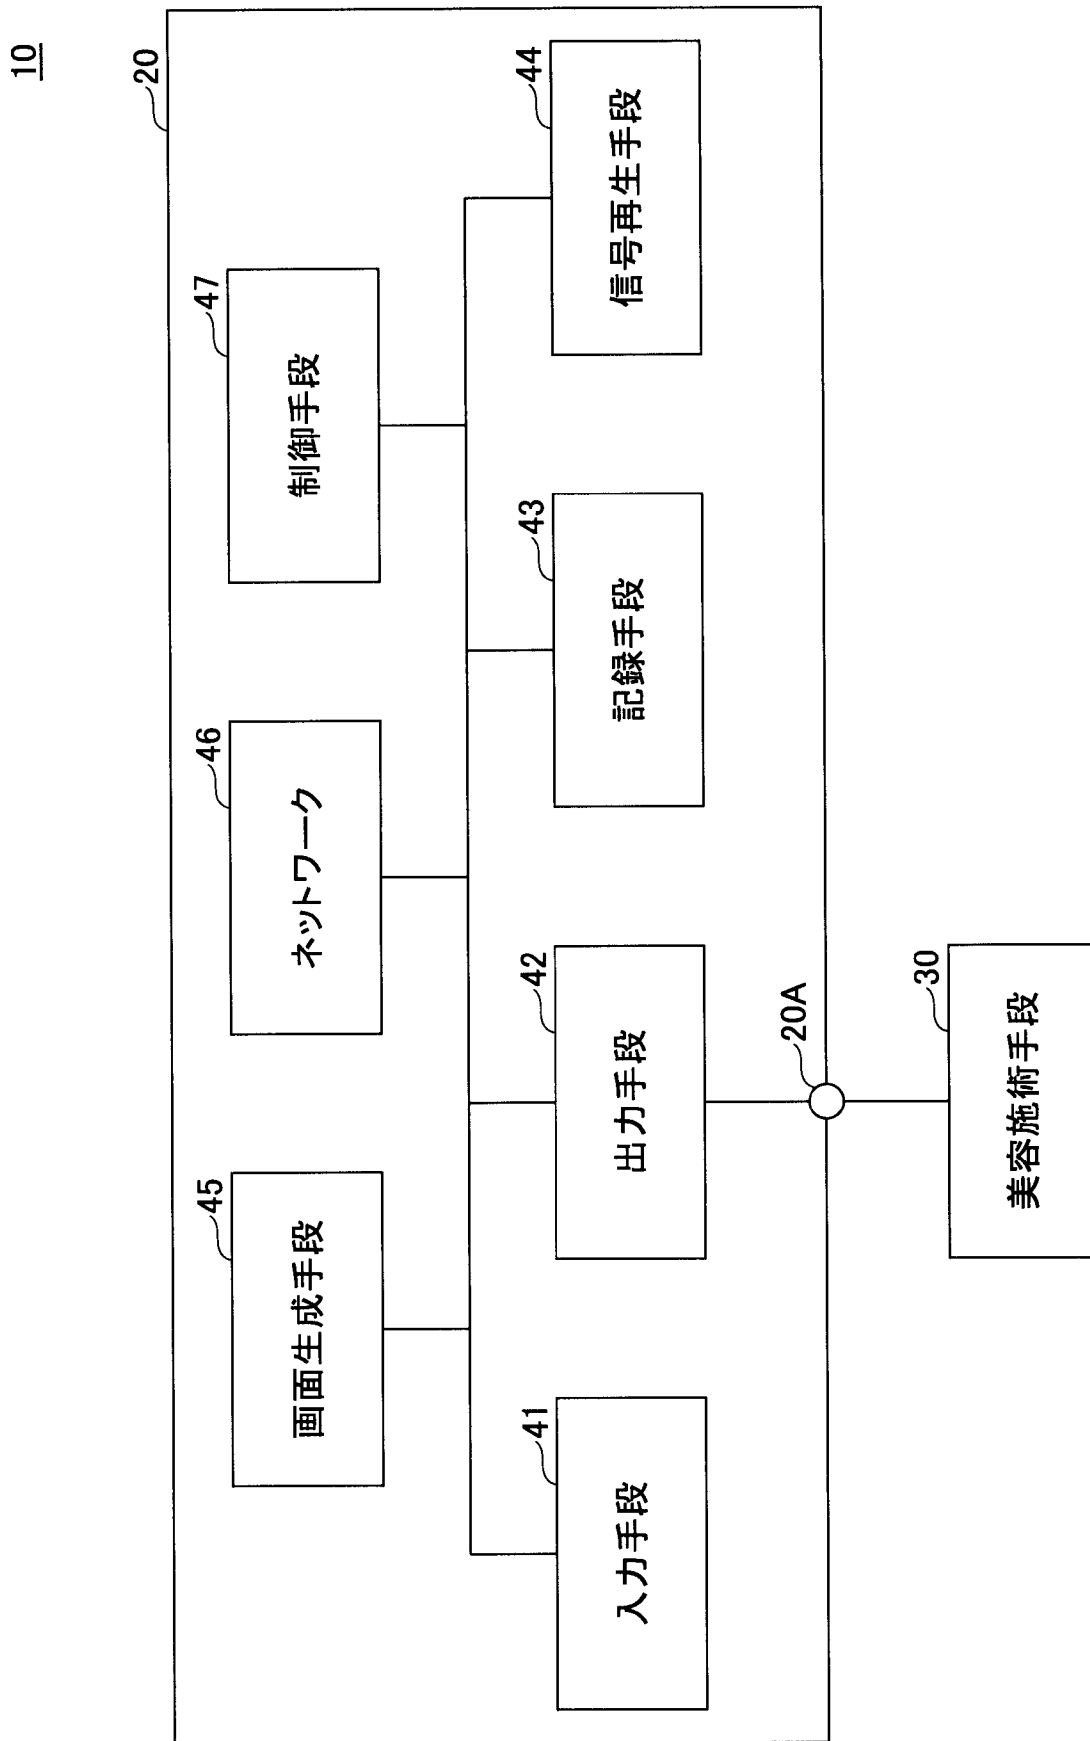 10
20
45
画面生成手段
46
ネットワーク
47
制御手段
41
入力手段
42
出力手段
43
記録手段
44
信号再生手段
20A
30
美容施術手段